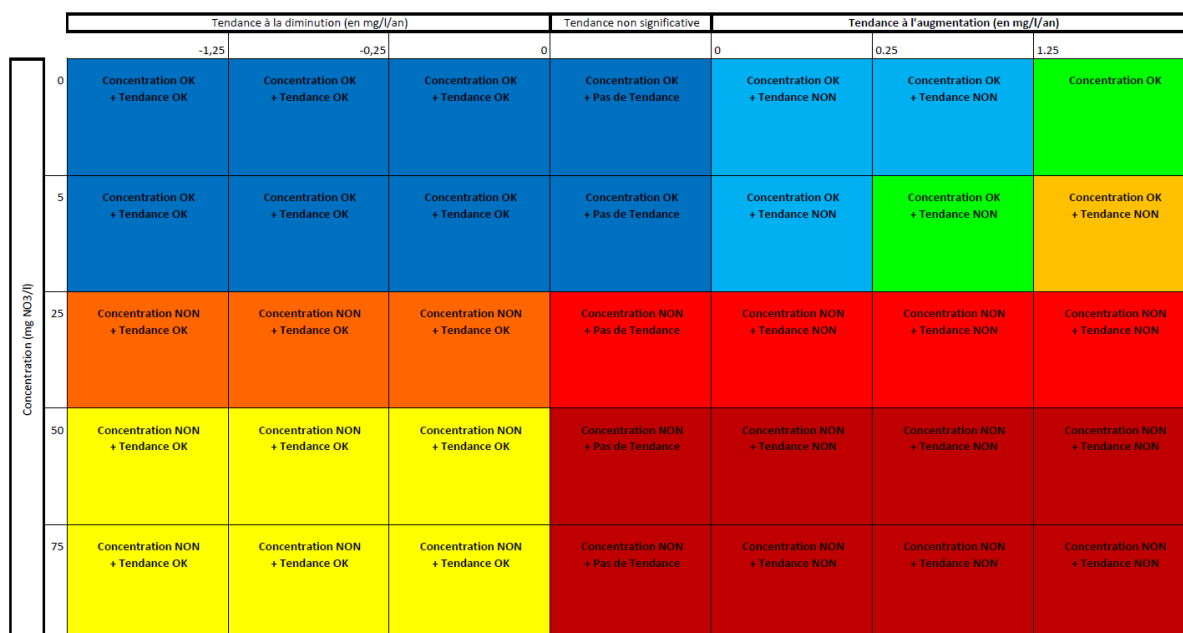 Tendance à la diminution (en mg/l/an) Tendance non significative Tendance à l'augmentation (en mg/l/an)
-1,25 -0,25 0 0 0.25 1.25
Concentration (mg NO3/l)
0 Concentration OK Concentration OK Concentration OK Concentration OK Concentration OK Concentration OK Concentration OK
+ Tendance OK + Tendance OK + Tendance OK + Pas de Tendance + Tendance NON + Tendance NON
5 Concentration OK Concentration OK Concentration OK Concentration OK Concentration OK Concentration OK Concentration OK
+ Tendance OK + Tendance OK + Tendance OK + Pas de Tendance + Tendance NON + Tendance NON + Tendance NON
25 Concentration NON Concentration NON Concentration NON Concentration NON Concentration NON Concentration NON Concentration NON
+ Tendance OK + Tendance OK + Tendance OK + Pas de Tendance + Tendance NON + Tendance NON + Tendance NON
50 Concentration NON Concentration NON Concentration NON Concentration NON Concentration NON Concentration NON Concentration NON
+ Tendance OK + Tendance OK + Tendance OK + Pas de Tendance + Tendance NON + Tendance NON + Tendance NON
75 Concentration NON Concentration NON Concentration NON Concentration NON Concentration NON Concentration NON Concentration NON
+ Tendance OK + Tendance OK + Tendance OK + Pas de Tendance + Tendance NON + Tendance NON + Tendance NON